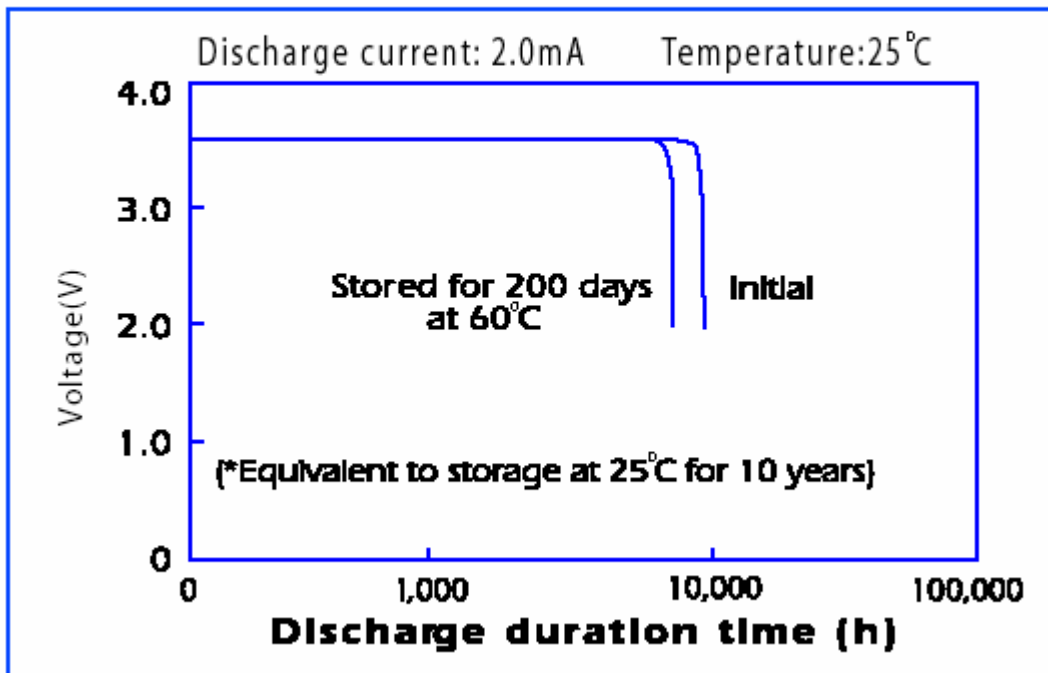 Discharge current: 2.0mA Temperature:25°C
4.0
3.0
2.0
1.0
0
Voltage(V)
Stored for 200 days
at 60°C
Initial
(*Equivalent to storage at 25°C for 10 years)
0 1,000 10,000 100,000
Discharge duration time (h)